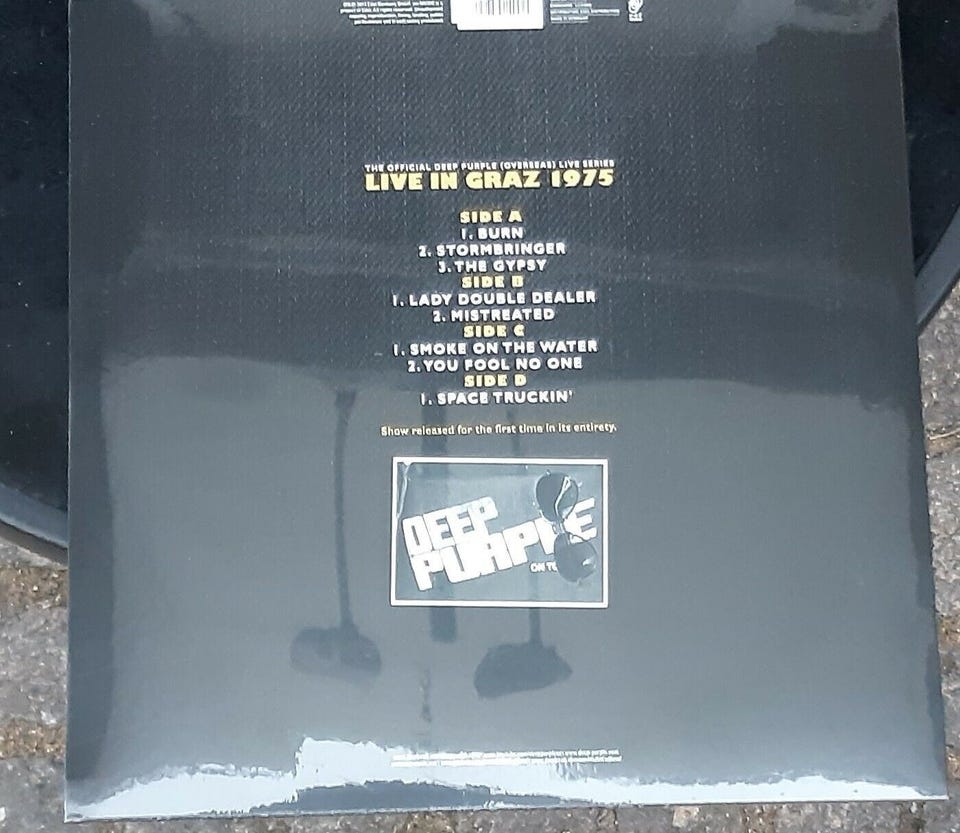 THE OFFICIAL DEEP PURPLE (OVERSEAS) LIVE SERIES
LIVE IN GRAZ 1975
SIDE A
1. BURN
2. STORMBRINGER
3. THE GYPSY
SIDE B
1. LADY DOUBLE DEALER
2. MISTREATED
SIDE C
1. SMOKE ON THE WATER
2. YOU FOOL NO ONE
SIDE D
1. SPACE TRUCKIN'
Show released for the first time in its entirety.
DEEP
PURPLE
ON